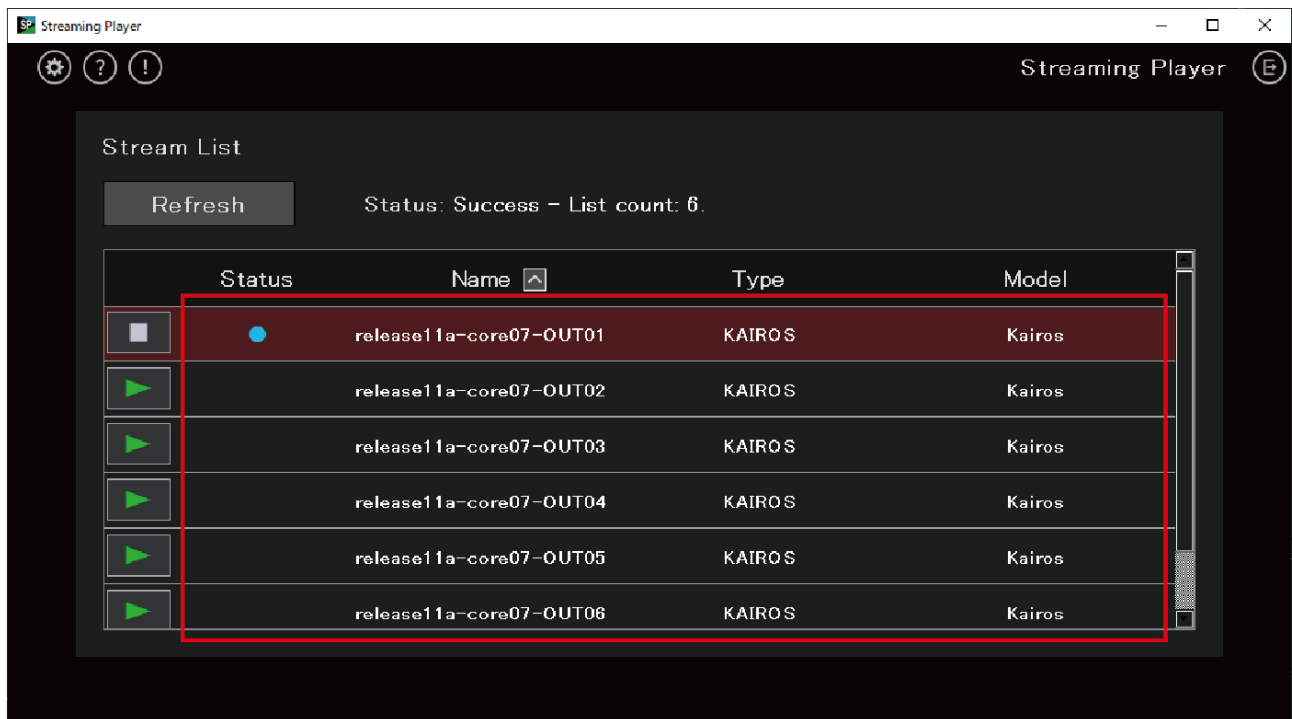 SP Streaming Player
? ! Streaming Player E
Stream List
Refresh Status: Success - List count: 6.
Status Name Type Model
release11a-core07-OUT01 KAIROS Kairos
release11a-core07-OUT02 KAIROS Kairos
release11a-core07-OUT03 KAIROS Kairos
release11a-core07-OUT04 KAIROS Kairos
release11a-core07-OUT05 KAIROS Kairos
release11a-core07-OUT06 KAIROS Kairos